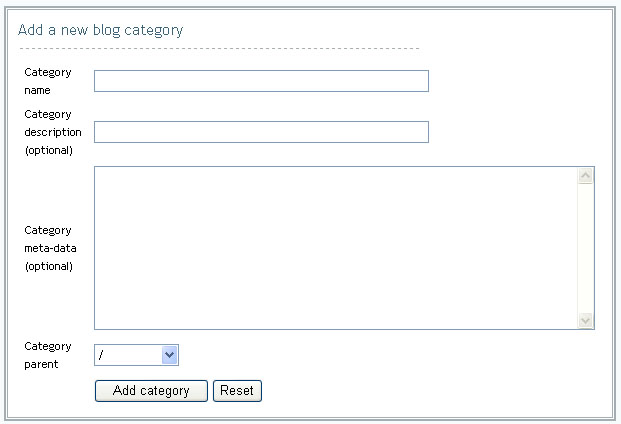 Add a new blog category
Category
name
Category
description
(optional)
Category
meta-data
(optional)
Category
parent
/
Add category
Reset